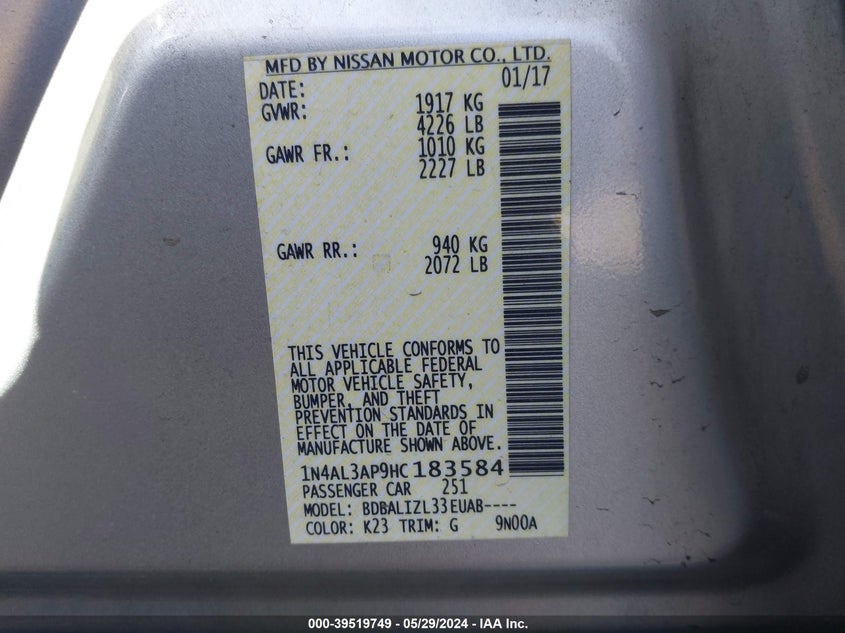 MFD BY NISSAN MOTOR CO., LTD.
DATE: 01/17
GVWR: 1917 KG
4226 LB
GAWR FR.: 1010 KG
2227 LB
GAWR RR.: 940 KG
2072 LB
THIS VEHICLE CONFORMS TO
ALL APPLICABLE FEDERAL
MOTOR VEHICLE SAFETY,
BUMPER, AND THEFT
PREVENTION STANDARDS IN
EFFECT ON THE DATE OF
MANUFACTURE SHOWN ABOVE.
1N4AL3AP9HC183584
PASSENGER CAR 251
MODEL: BDBALIZL33EUAB----
COLOR: K23 TRIM: G 9N00A
000-39519749 - 05/29/2024 - IAA Inc.